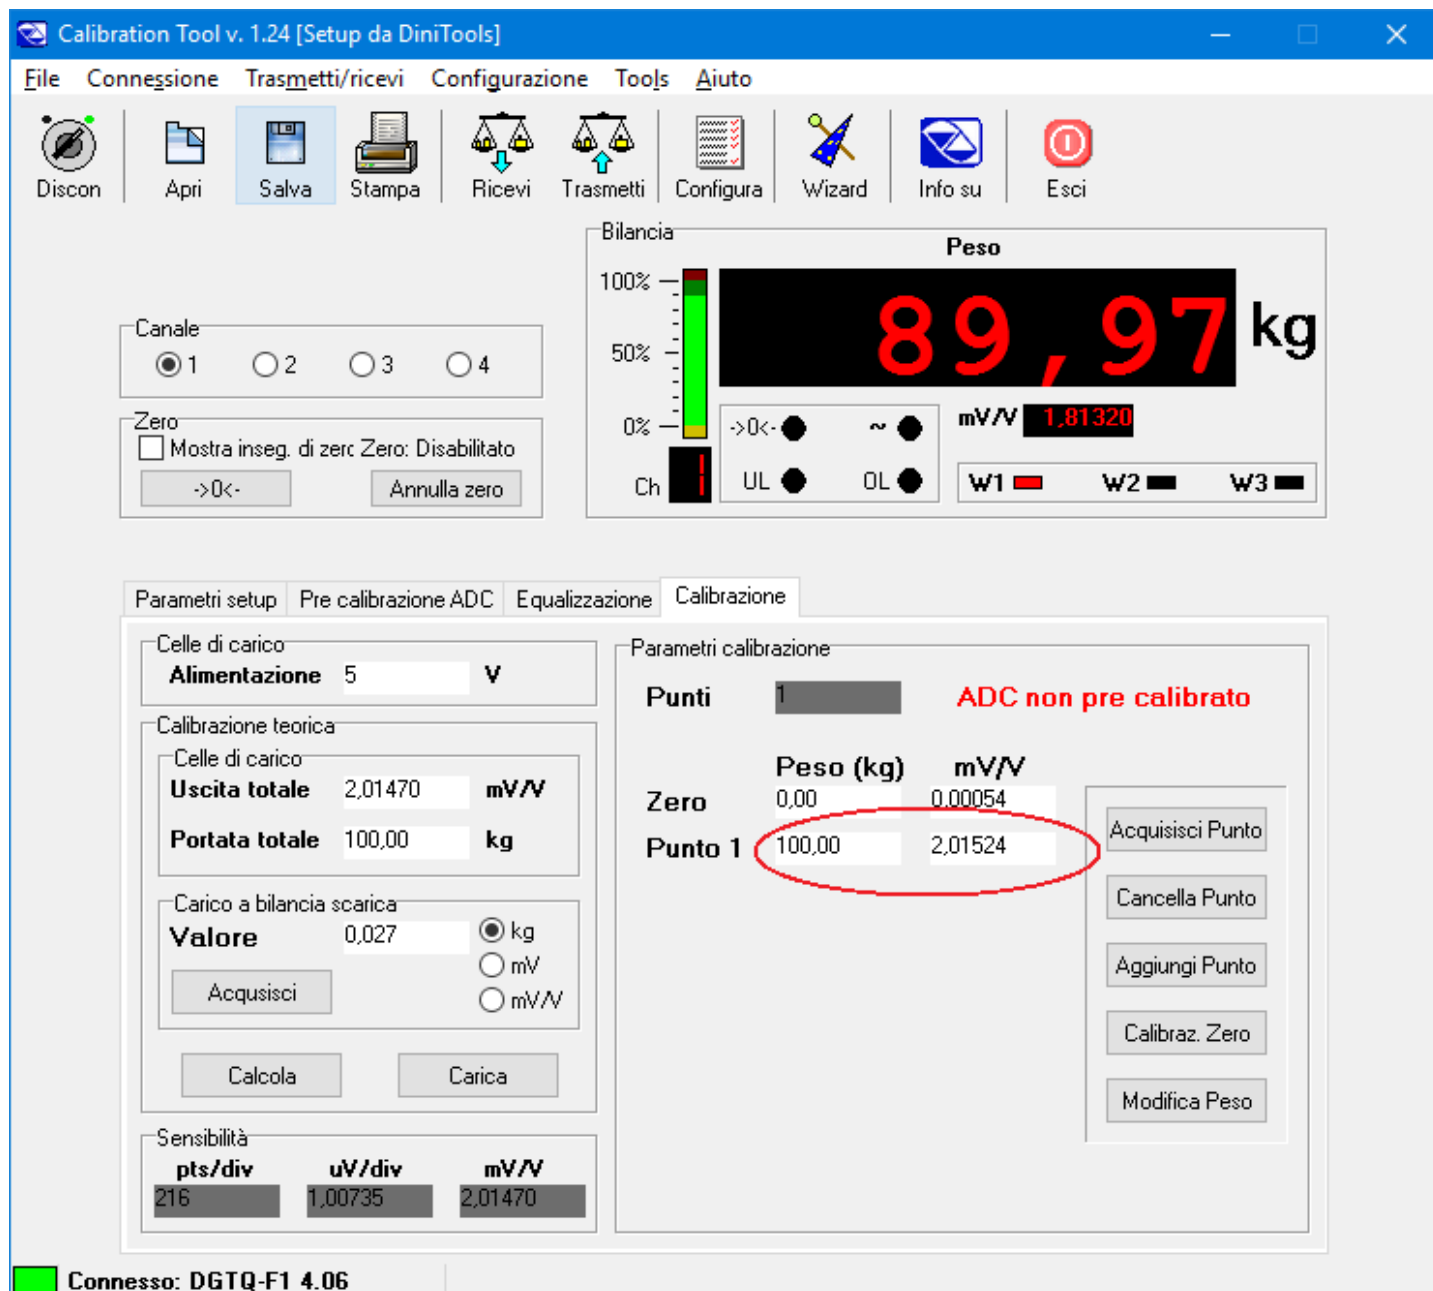 Calibration Tool v. 1.24 [Setup da DiniTools]
File Connessione Trasmetti/ricevi Configurazione Tools Aiuto
Discon Apri Salva Stampa Ricevi Trasmetti Configura Wizard Info su Esci
Bilancia
Peso
100%
50%
0%
89,97 kg
Canale
1 2 3 4
Zero
Mostra inseg. di zerc Zero: Disabilitato
->0<- Annulla zero
->0<- ~ mV/V 1,81320
Ch 1 UL OL W1 W2 W3
Parametri setup Pre calibrazione ADC Equalizzazione Calibrazione
Celle di carico
Alimentazione 5 V
Calibrazione teorica
Celle di carico
Uscita totale 2,01470 mV/V
Portata totale 100,00 kg
Carico a bilancia scarica
Valore 0,027 kg
mV
mV/V
Acqusisci
Calcola Carica
Sensibilità
pts/div uV/div mV/V
216 1,00735 2,01470
Parametri calibrazione
Punti 1 ADC non pre calibrato
Peso (kg) mV/V
Zero 0,00 0.00054
Punto 1 100,00 2,01524
Acquisisci Punto
Cancella Punto
Aggiungi Punto
Calibraz. Zero
Modifica Peso
Connesso: DGTQ-F1 4.06